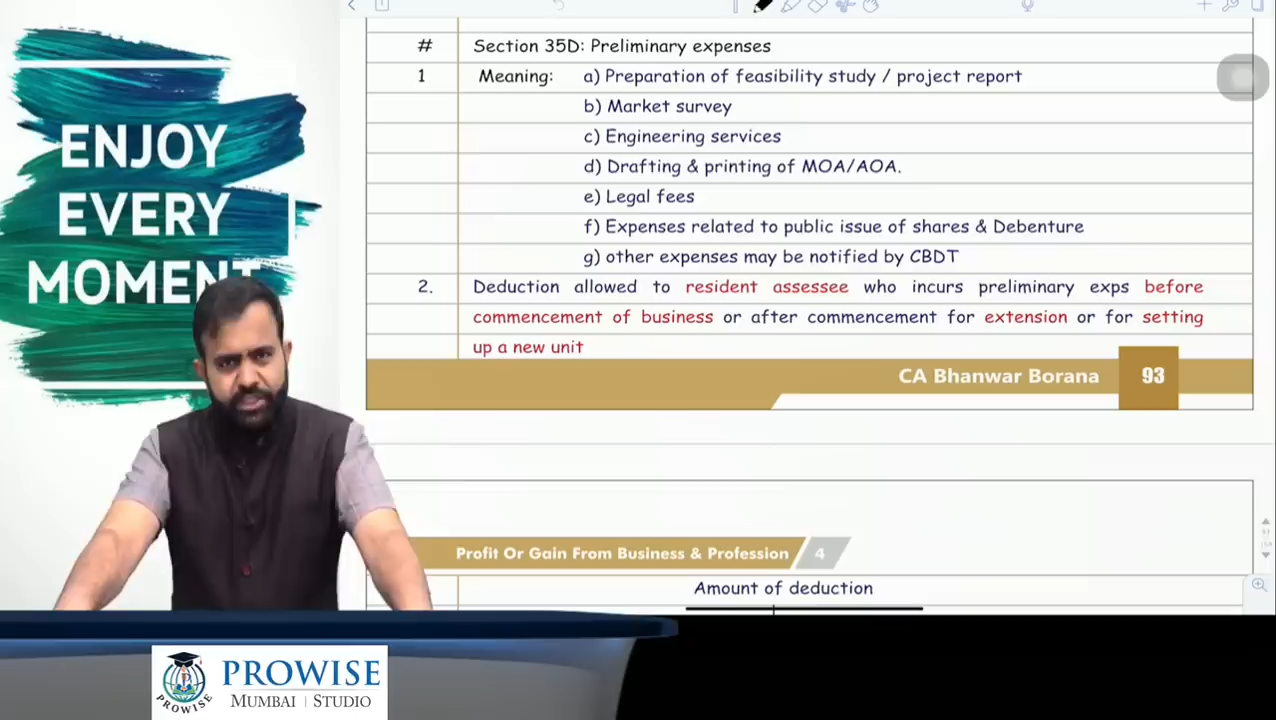 ENJOY
EVERY
MOMENT
# Section 35D: Preliminary expenses
1 Meaning: a) Preparation of feasibility study / project report
b) Market survey
c) Engineering services
d) Drafting & printing of MOA/AOA.
e) Legal fees
f) Expenses related to public issue of shares & Debenture
g) other expenses may be notified by CBDT
2. Deduction allowed to resident assessee who incurs preliminary exps before
commencement of business or after commencement for extension or for setting
up a new unit
CA Bhanwar Borana 93
Profit Or Gain From Business & Profession 4
Amount of deduction
PROWISE
PROWISE
MUMBAI | STUDIO